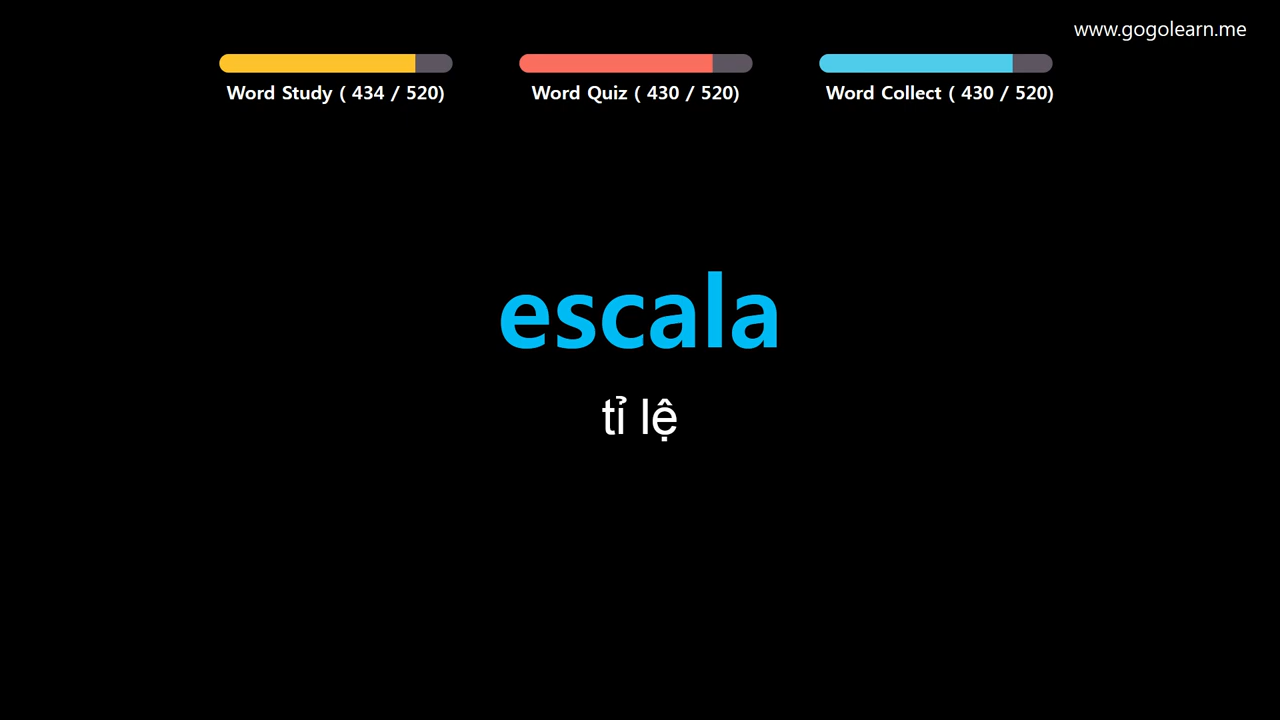 www.gogolearn.me
Word Study ( 434 / 520)
Word Quiz ( 430 / 520)
Word Collect ( 430 / 520)
escala
tỉ lệ